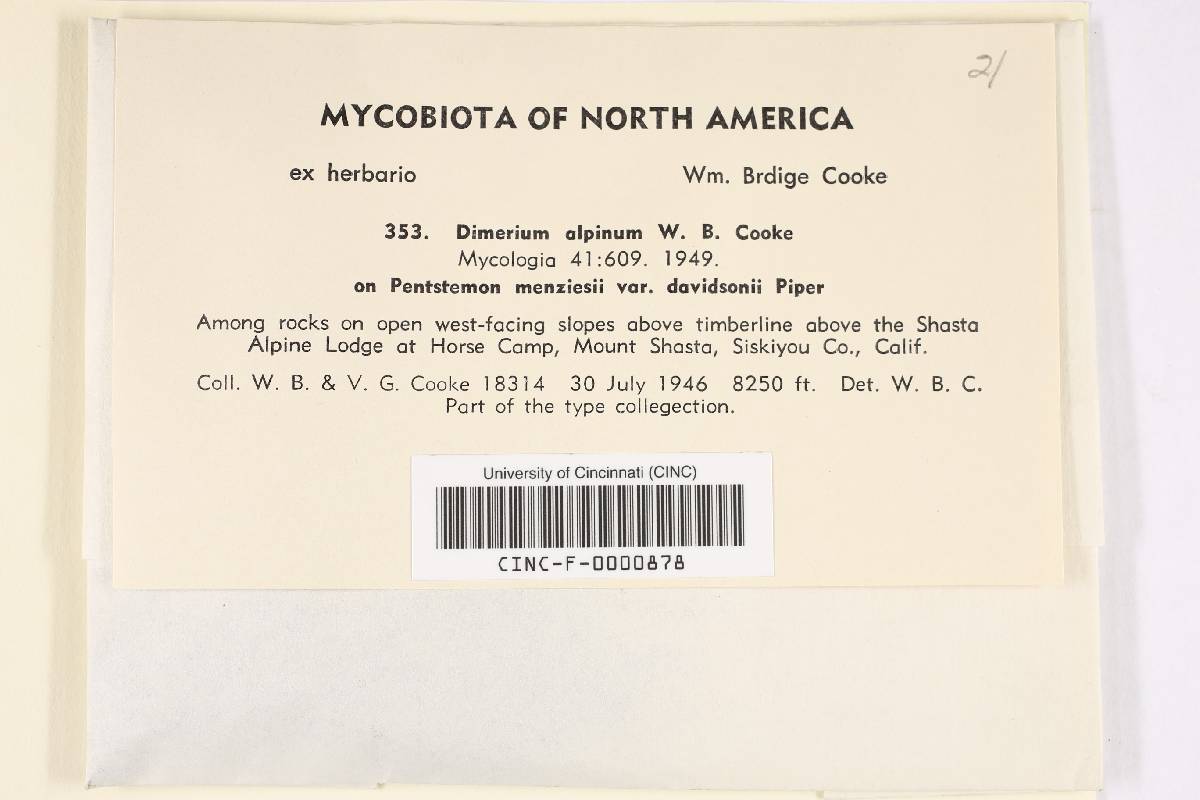 21
MYCOBIOTA OF NORTH AMERICA
ex herbario Wm. Brdige Cooke
353. Dimerium alpinum W. B. Cooke
Mycologia 41:609. 1949.
on Pentstemon menziesii var. davidsonii Piper
Among rocks on open west-facing slopes above timberline above the Shasta
Alpine Lodge at Horse Camp, Mount Shasta, Siskiyou Co., Calif.
Coll. W. B. & V. G. Cooke 18314 30 July 1946 8250 ft. Det. W. B. C.
Part of the type collegection.
University of Cincinnati (CINC)
CINC-F-0000878